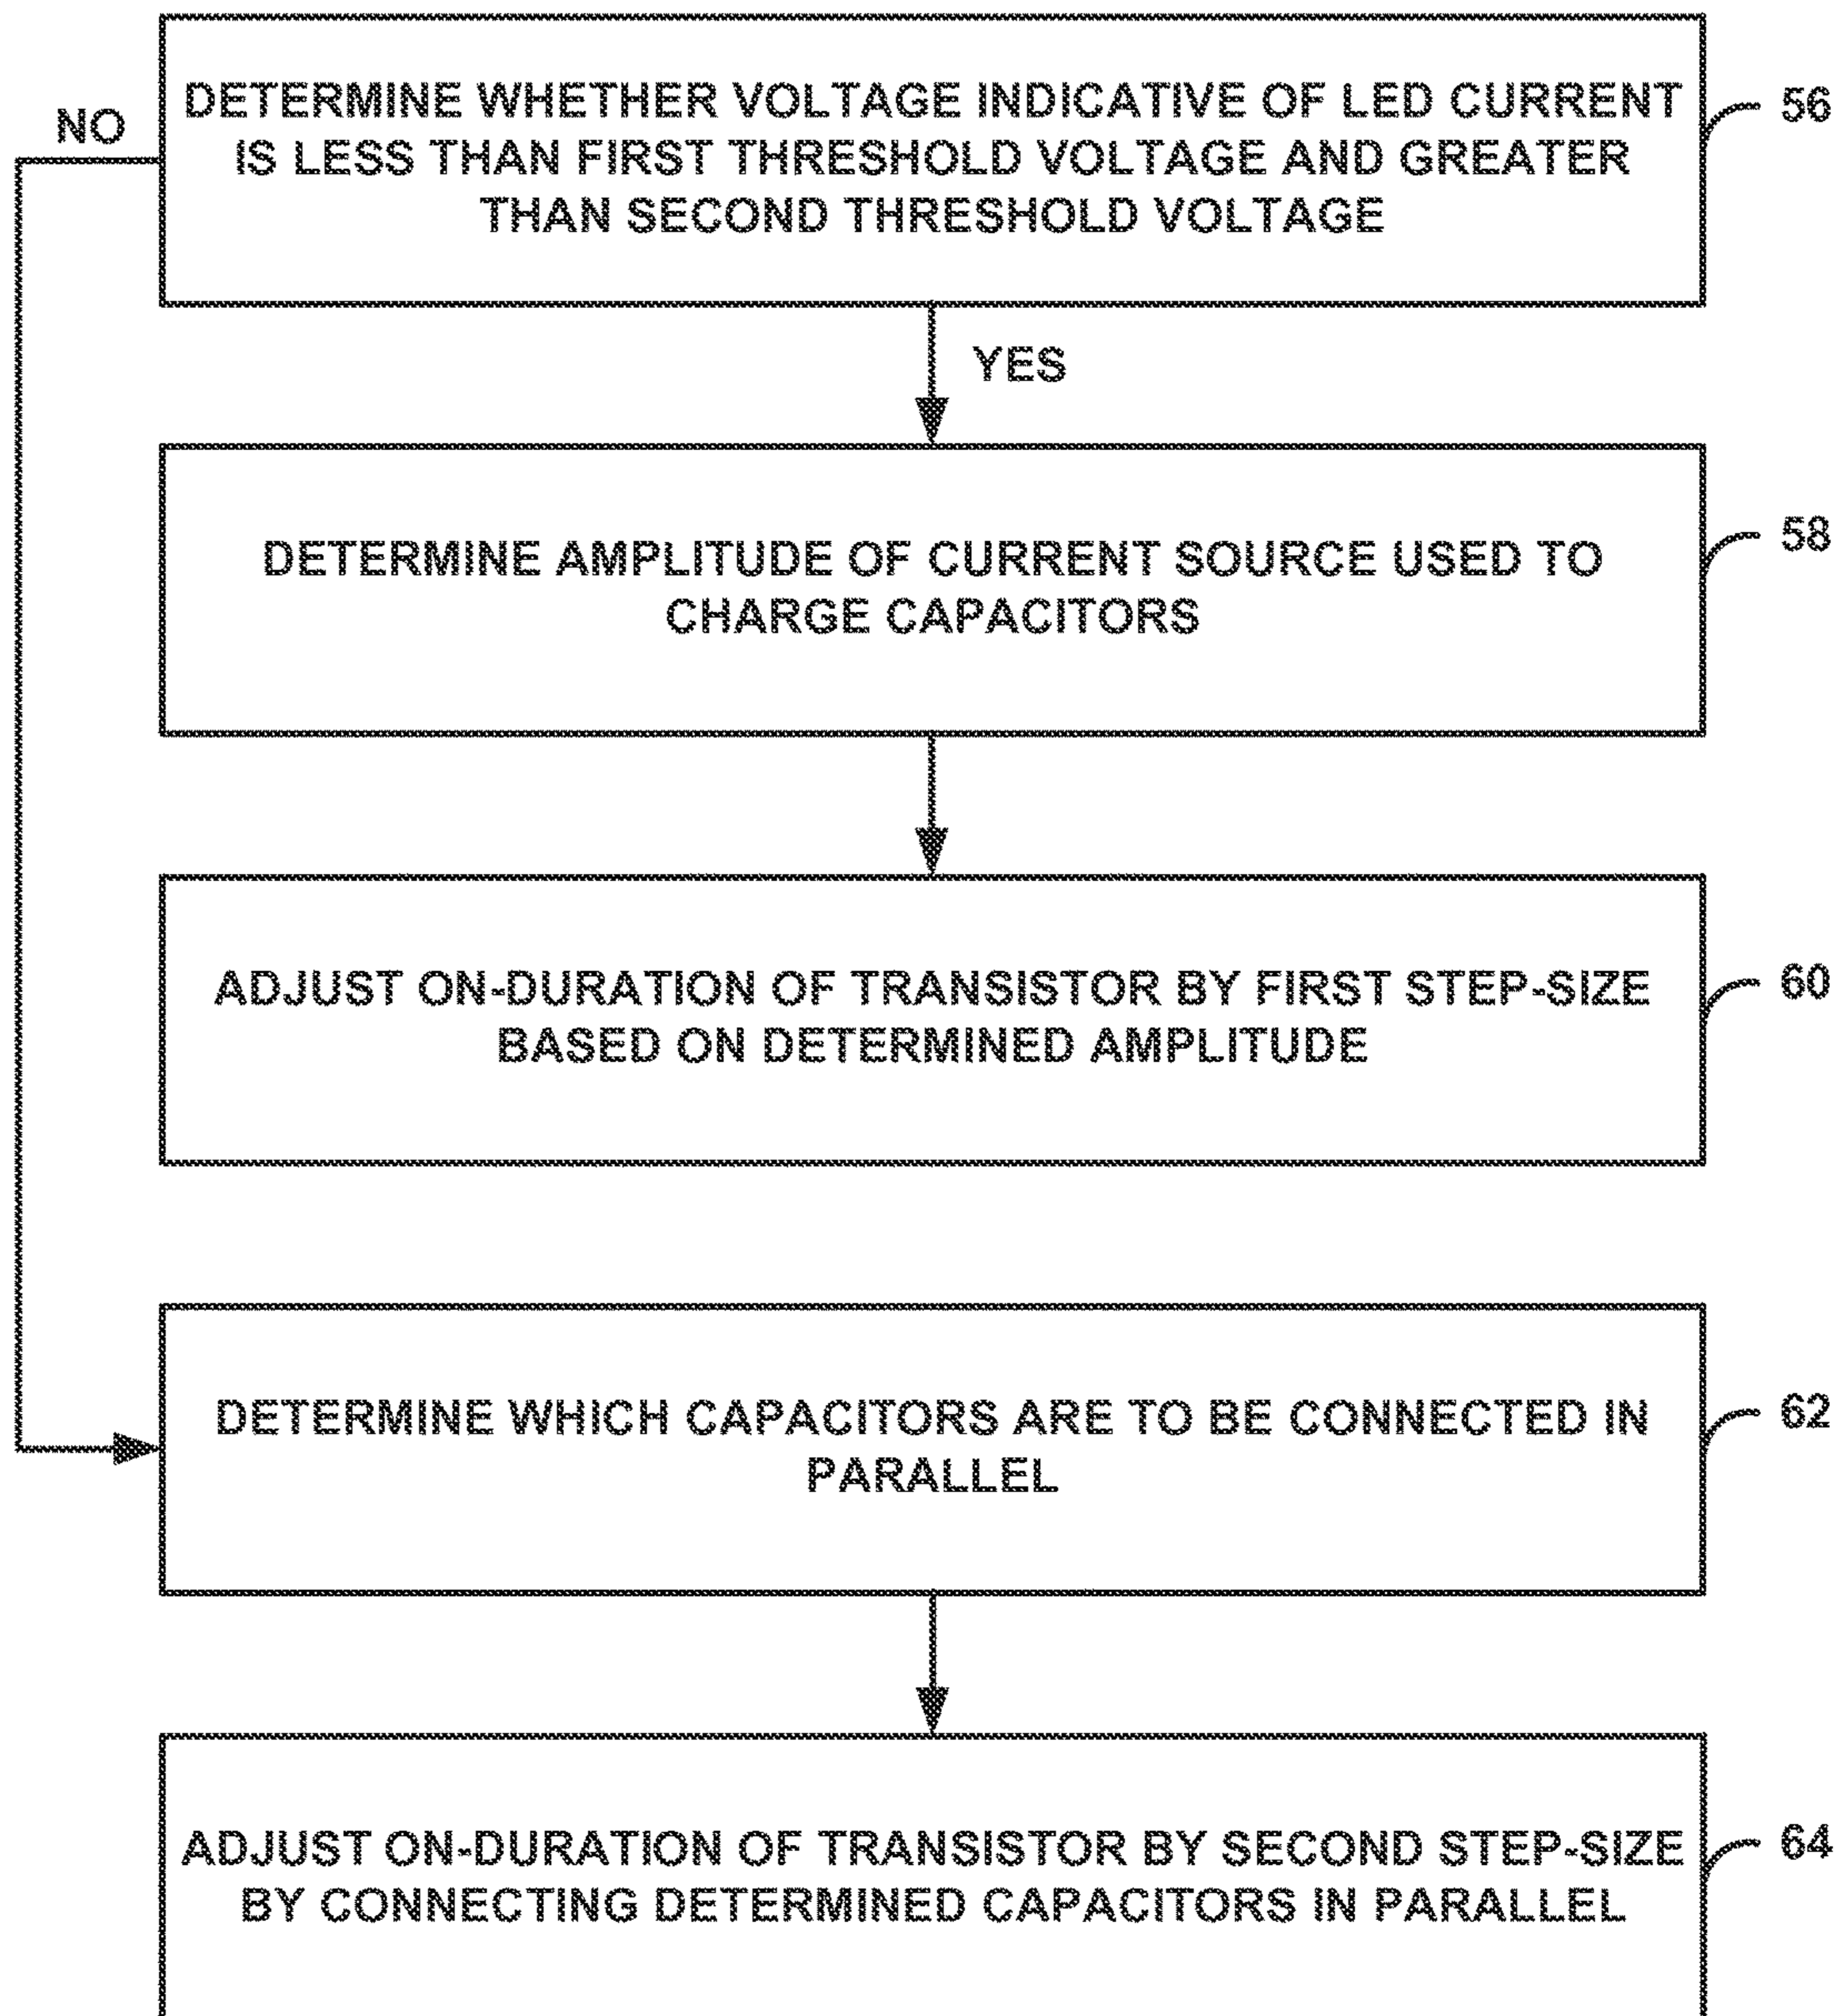 DETERMINE WHETHER VOLTAGE INDICATIVE OF LED CURRENT
IS LESS THAN FIRST THRESHOLD VOLTAGE AND GREATER
THAN SECOND THRESHOLD VOLTAGE
56
NO
YES
DETERMINE AMPLITUDE OF CURRENT SOURCE USED TO
CHARGE CAPACITORS
58
ADJUST ON-DURATION OF TRANSISTOR BY FIRST STEP-SIZE
BASED ON DETERMINED AMPLITUDE
60
DETERMINE WHICH CAPACITORS ARE TO BE CONNECTED IN
PARALLEL
62
ADJUST ON-DURATION OF TRANSISTOR BY SECOND STEP-SIZE
BY CONNECTING DETERMINED CAPACITORS IN PARALLEL
64